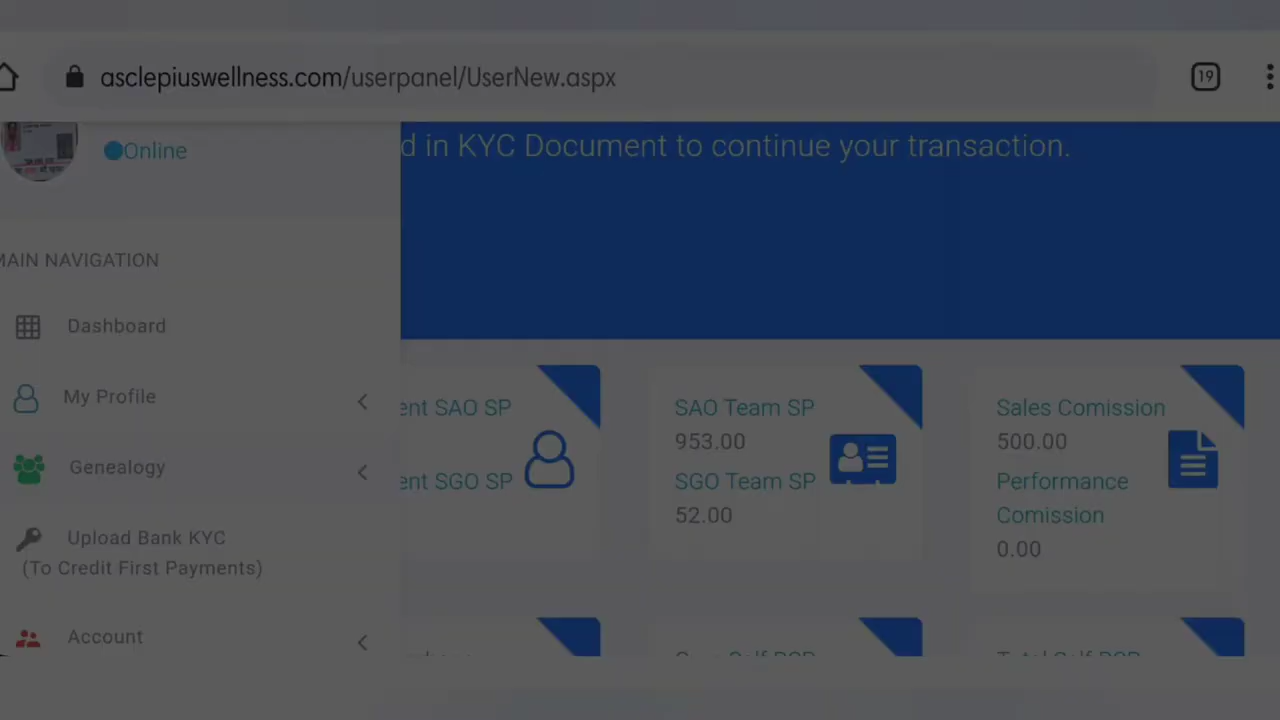 asclepiuswellness.com/userpanel/UserNew.aspx
19
Online
d in KYC Document to continue your transaction.
MAIN NAVIGATION
Dashboard
My Profile
Genealogy
Upload Bank KYC
(To Credit First Payments)
Account
ent SAO SP
ent SGO SP
SAO Team SP
953.00
SGO Team SP
52.00
Sales Comission
500.00
Performance
Comission
0.00